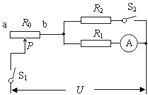 R₂ S₂
a R₀ b
P R₁ A
S₁
U